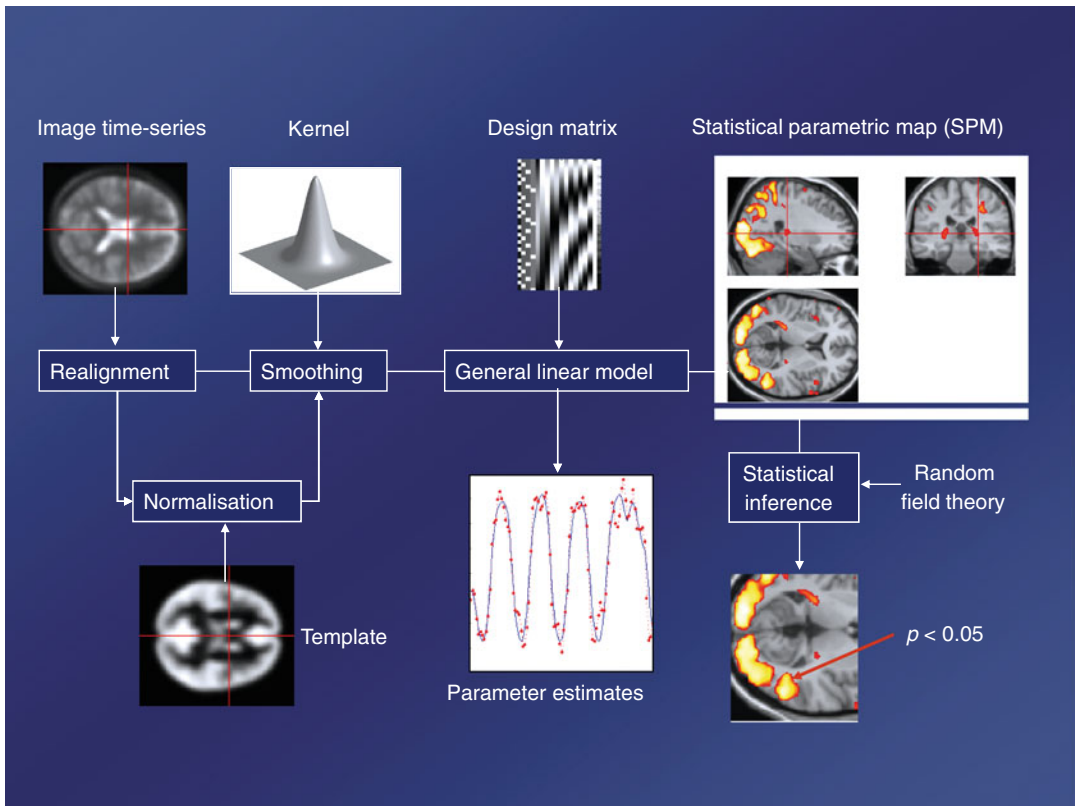 Image time-series
Kernel
Design matrix
Statistical parametric map (SPM)
Realignment
Smoothing
General linear model
Normalisation
Statistical
inference
Random
field theory
Template
p < 0.05
Parameter estimates